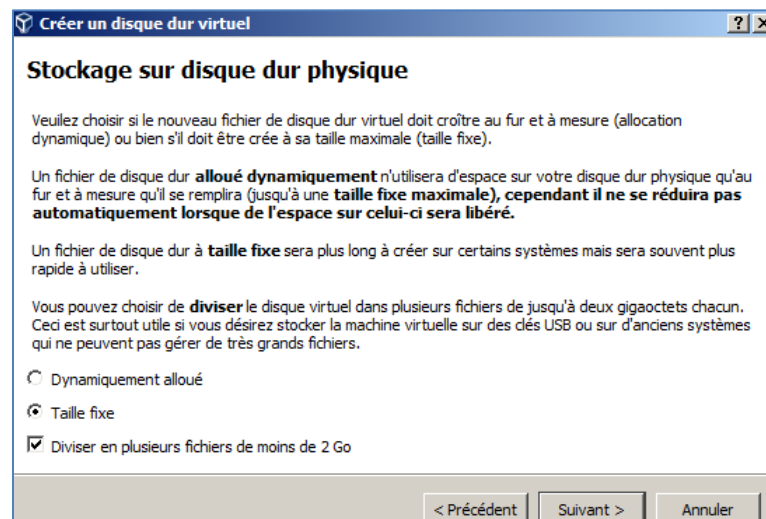 Créer un disque dur virtuel
Stockage sur disque dur physique
Veuilez choisir si le nouveau fichier de disque dur virtuel doit croître au fur et à mesure (allocation
dynamique) ou bien s'il doit être crée à sa taille maximale (taille fixe).
Un fichier de disque dur alloué dynamiquement n'utilisera d'espace sur votre disque dur physique qu'au
fur et à mesure qu'il se remplira (jusqu'à une taille fixe maximale), cependant il ne se réduira pas
automatiquement lorsque de l'espace sur celui-ci sera libéré.
Un fichier de disque dur à taille fixe sera plus long à créer sur certains systèmes mais sera souvent plus
rapide à utiliser.
Vous pouvez choisir de diviser le disque virtuel dans plusieurs fichiers de jusqu'à deux gigaoctets chacun.
Ceci est surtout utile si vous désirez stocker la machine virtuelle sur des clés USB ou sur d'anciens systèmes
qui ne peuvent pas gérer de très grands fichiers.
Dynamiquement alloué
Taille fixe
Diviser en plusieurs fichiers de moins de 2 Go
< Précédent Suivant > Annuler